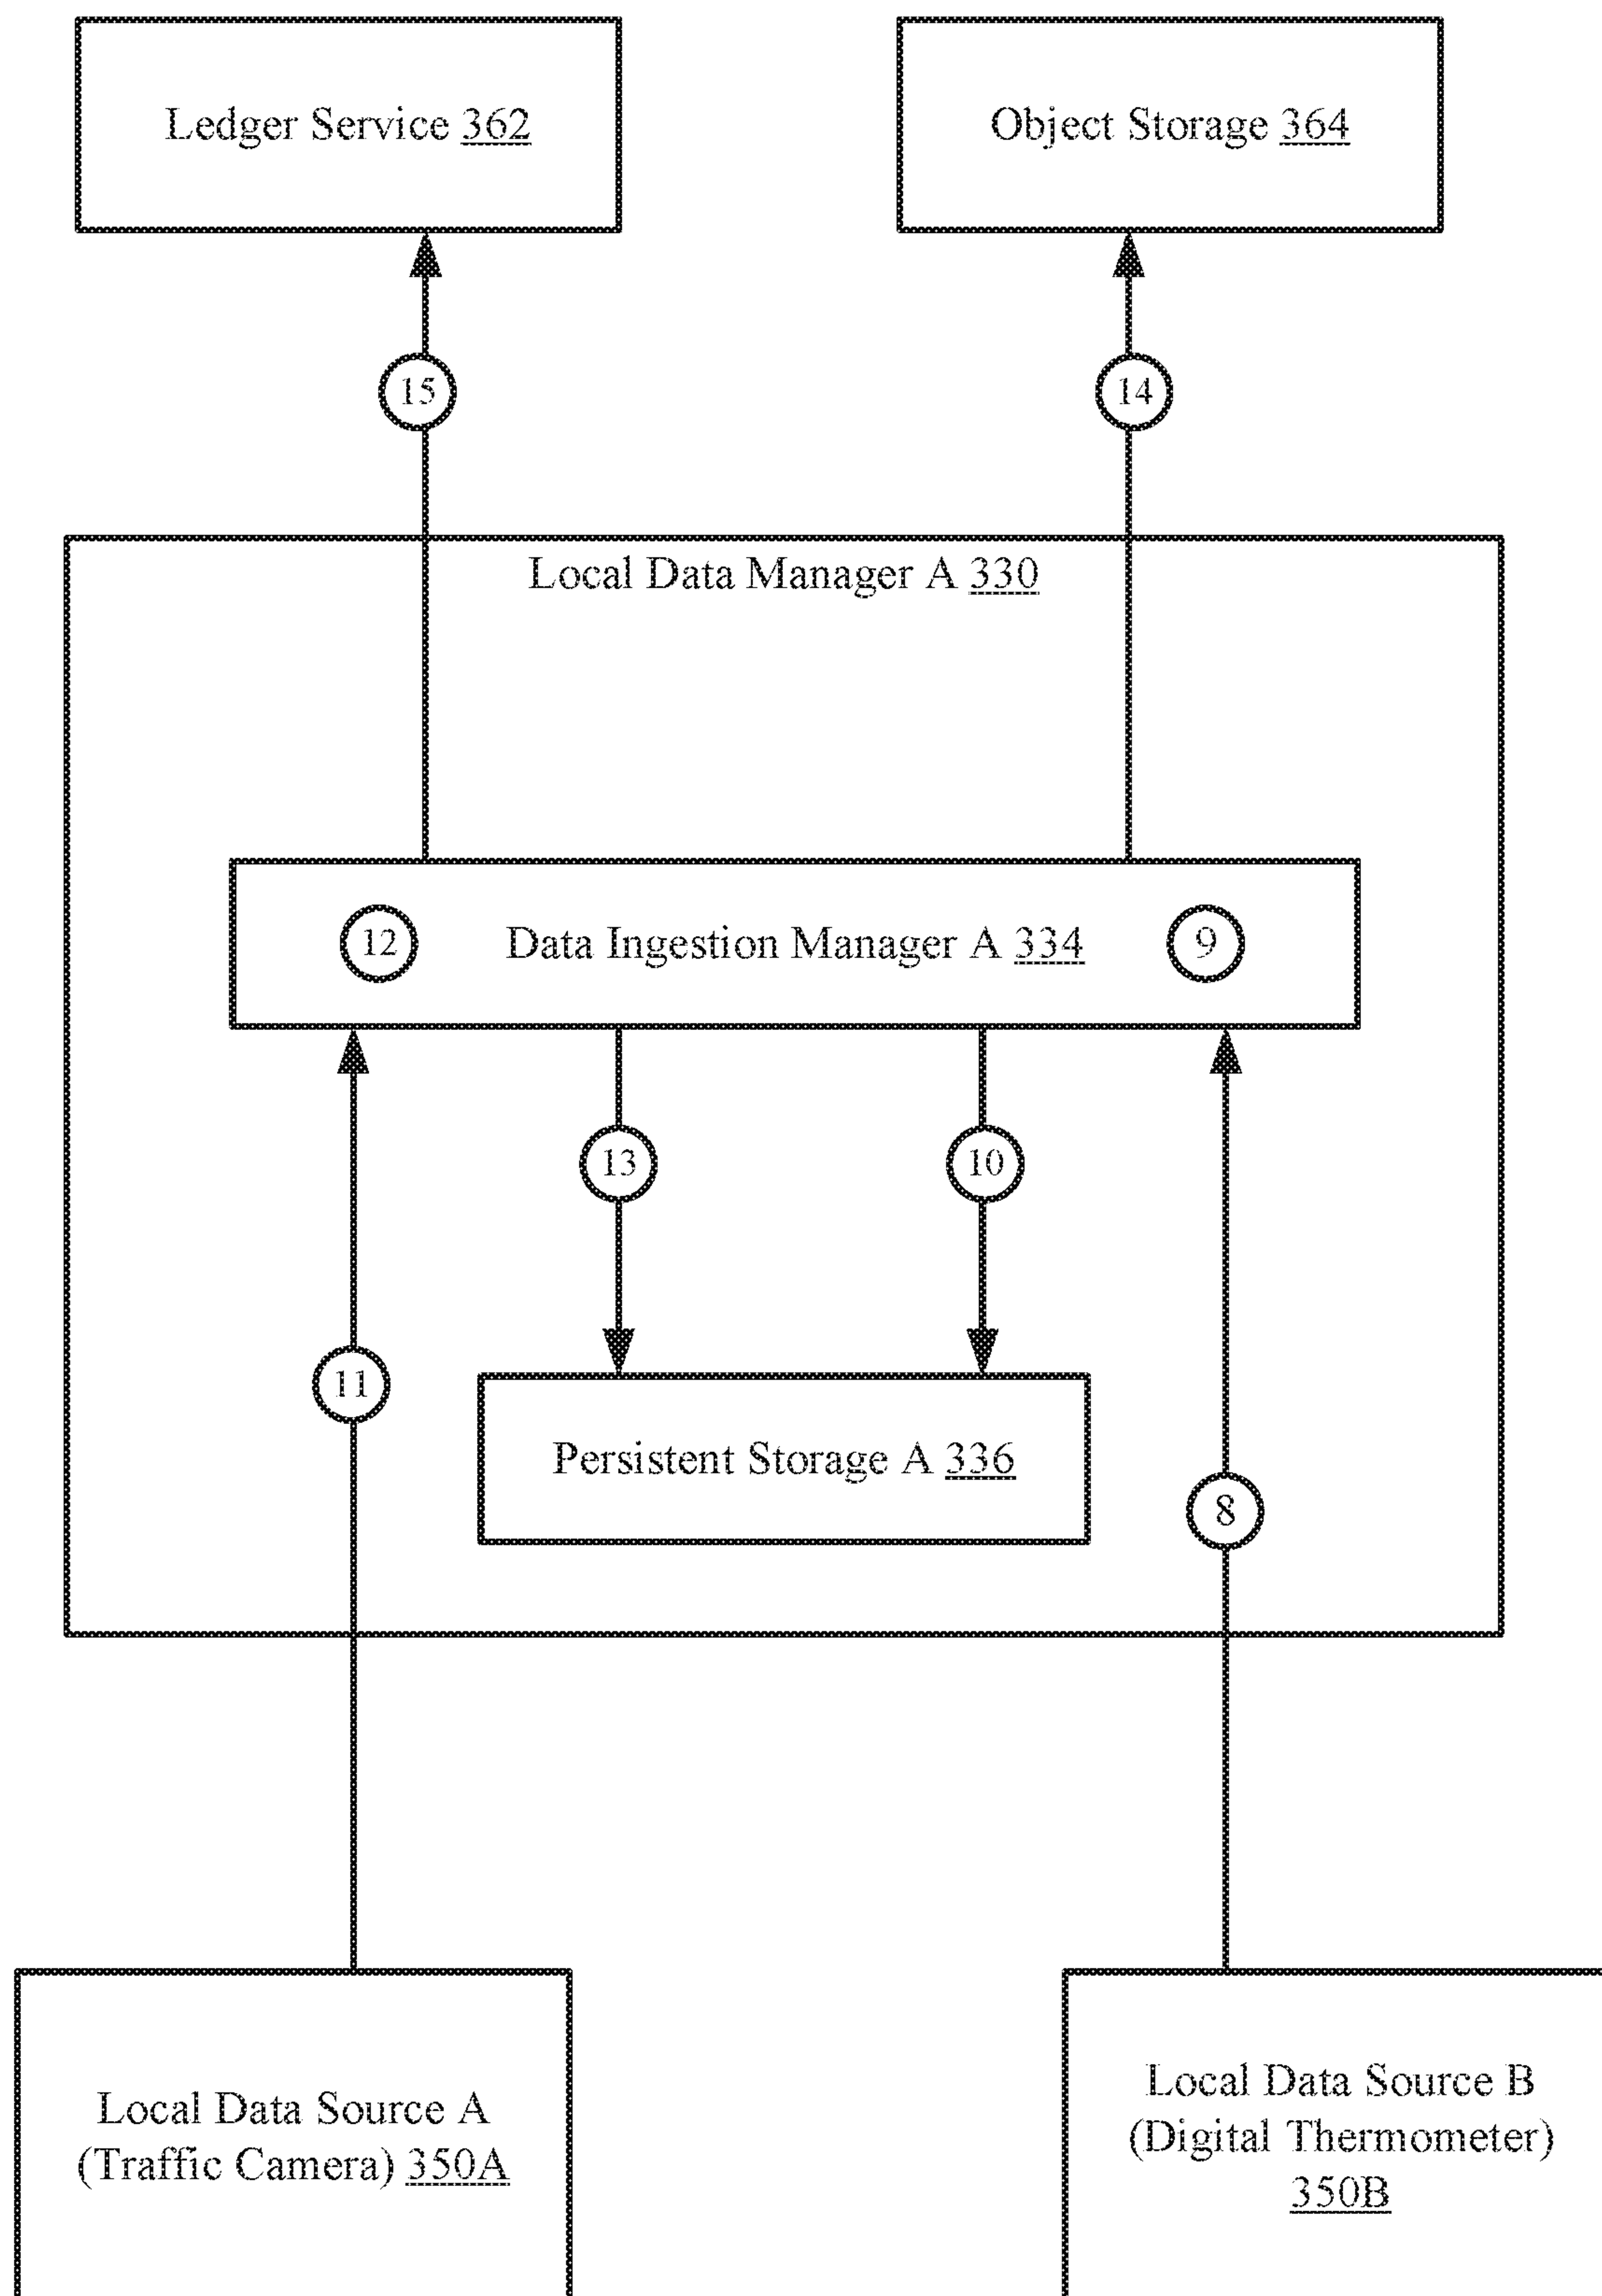 Ledger Service 362
Object Storage 364
15
14
Local Data Manager A 330
12
Data Ingestion Manager A 334
9
13
10
11
Persistent Storage A 336
8
Local Data Source A
(Traffic Camera) 350A
Local Data Source B
(Digital Thermometer)
350B